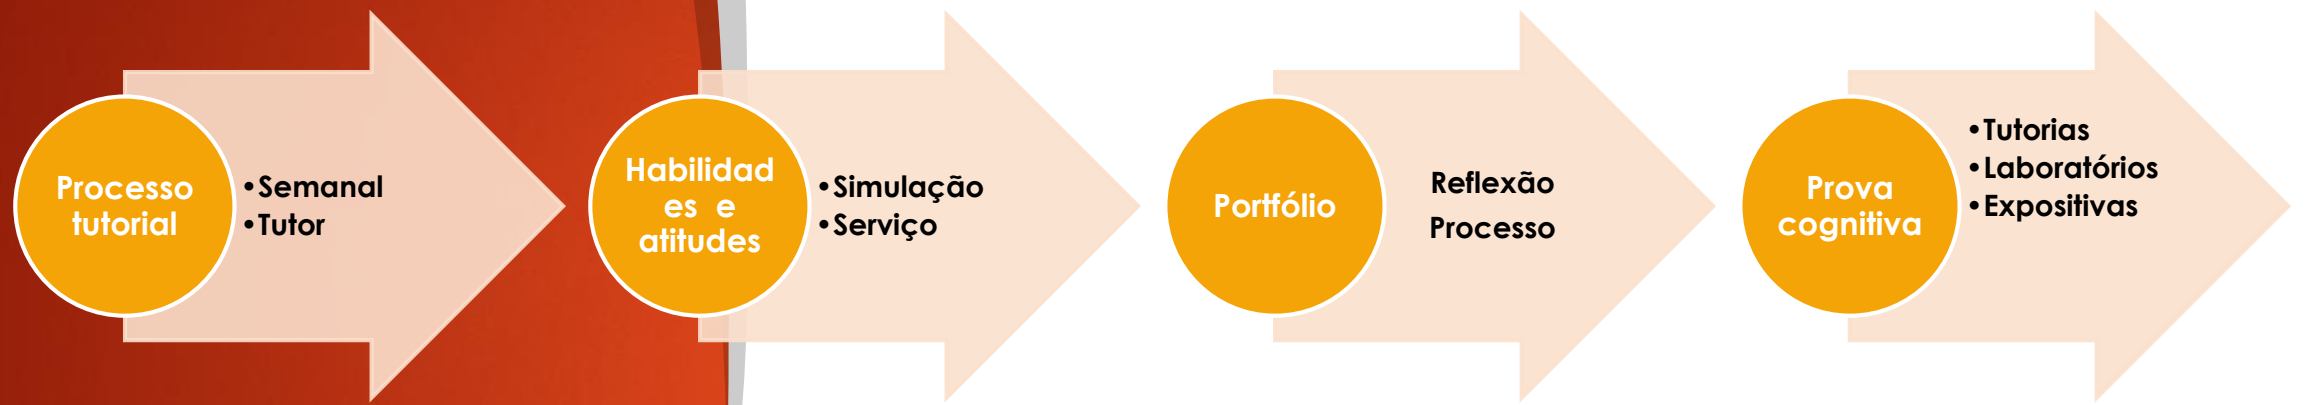 Processo
tutorial
•Semanal
•Tutor
Habilidad
es e
atitudes
•Simulação
•Serviço
Portfólio
Reflexão
Processo
Prova
cognitiva
•Tutorias
•Laboratórios
•Expositivas